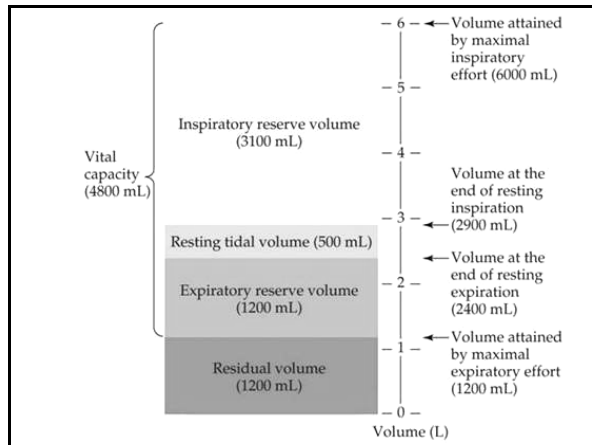 Vital
capacity
(4800 mL)
Inspiratory reserve volume
(3100 mL)
Resting tidal volume (500 mL)
Expiratory reserve volume
(1200 mL)
Residual volume
(1200 mL)
6
5
4
3
2
1
0
Volume (L)
Volume attained
by maximal
inspiratory
effort (6000 mL)
Volume at the
end of resting
inspiration
(2900 mL)
Volume at the
end of resting
expiration
(2400 mL)
Volume attained
by maximal
expiratory effort
(1200 mL)